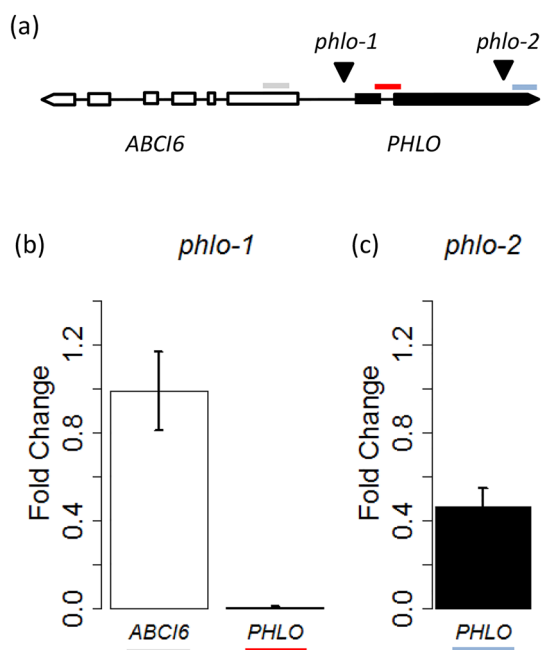 (a)
phlo-1
phlo-2
ABCI6
PHLO
(b)
phlo-1
(c)
phlo-2
Fold Change
0.0
0.4
0.8
1.2
ABCI6
PHLO
Fold Change
0.0
0.4
0.8
1.2
PHLO